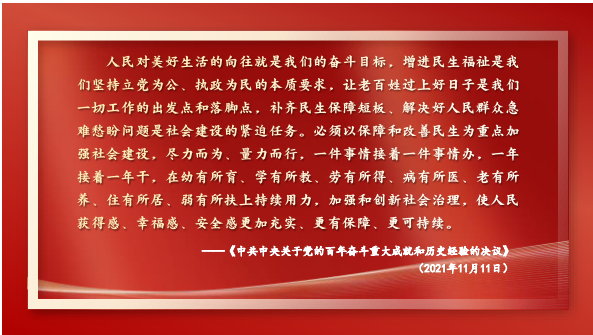 人民对美好生活的向往就是我们的奋斗目标，增进民生福祉是我
们坚持立党为公、执政为民的本质要求，让老百姓过上好日子是我们
一切工作的出发点和落脚点，补齐民生保障短板、解决好人民群众急
难愁盼问题是社会建设的紧迫任务。必须以保障和改善民生为重点加
强社会建设，尽力而为、量力而行，一件事情接着一件事情办，一年
接着一年干，在幼有所育、学有所教、劳有所得、病有所医、老有所
养、住有所居、弱有所扶上持续用力，加强和创新社会治理，使人民
获得感、幸福感、安全感更加充实、更有保障、更可持续。
——《中共中央关于党的百年奋斗重大成就和历史经验的决议》
（2021年11月11日）